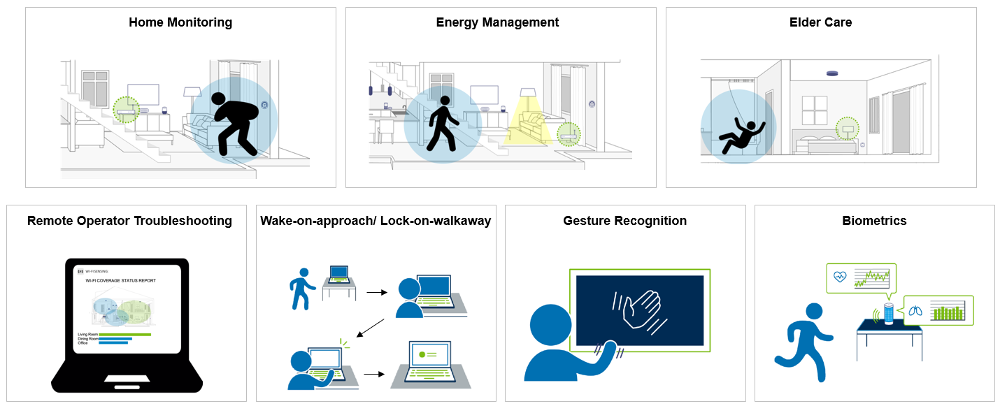 Home Monitoring
Energy Management
Elder Care
Remote Operator Troubleshooting
Wake-on-approach/ Lock-on-walkaway
Gesture Recognition
Biometrics
WI-FI SENSING
WI-FI COVERAGE STATUS REPORT
Living Room
Dining Room
Office